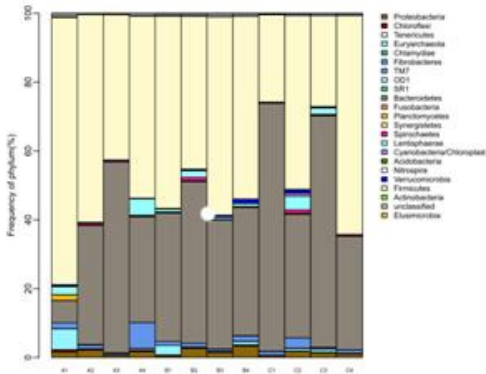 Frequency of phylum(%)
100
80
60
40
20
0
A1 A2 A3 A4 B1 B2 B3 B4 C1 C2 C3 C4
Proteobacteria
Chloroflexi
Tenericutes
Euryarchaeota
Chlamydiae
Fibrobacteres
TM7
OD1
SR1
Bacteroidetes
Fusobacteria
Planctomycetes
Synergistetes
Spirochaetes
Lentisphaerae
Cyanobacteria/Chloroplast
Acidobacteria
Nitrospira
Verrucomicrobia
Firmicutes
Actinobacteria
unclassified
Elusimicrobia